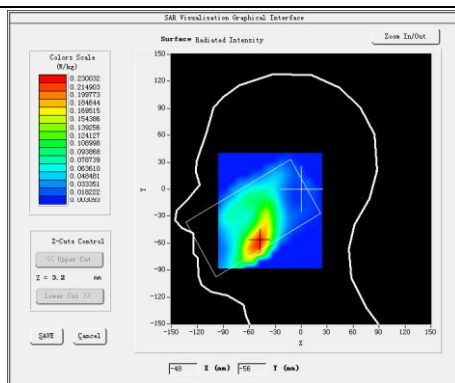 SAR Visualisation Graphical Interface
Surface Radiated Intensity
Zoom In/Out
Colors Scale
(W/kg)
0.230032
0.214903
0.199773
0.184644
0.169515
0.154386
0.139256
0.124127
0.108998
0.093868
0.078739
0.063610
0.048481
0.033351
0.018222
0.003093
Z-Cuts Control
<< Upper Cut
Z = 3.2 mm
Lower Cut >>
SAVE Cancel
150
120
90
60
30
0
-30
-60
-90
-120
-150
Y
-150 -120 -90 -60 -30 0 30 60 90 120 150
X
-48 X (mm) -56 Y (mm)